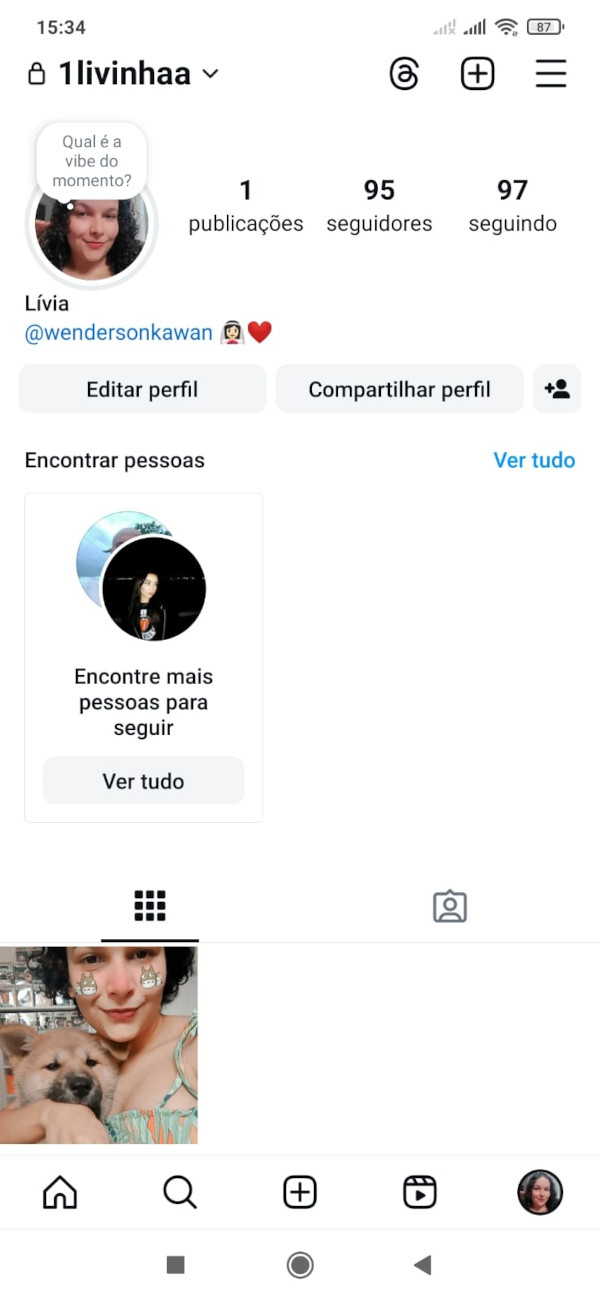 15:34
87
1livinhaa
Qual é a
vibe do
momento?
1
95
97
publicações
seguidores
seguindo
Lívia
@wendersonkawan 👰🏻❤️
Editar perfil
Compartilhar perfil
Encontrar pessoas
Ver tudo
Encontre mais
pessoas para
seguir
Ver tudo